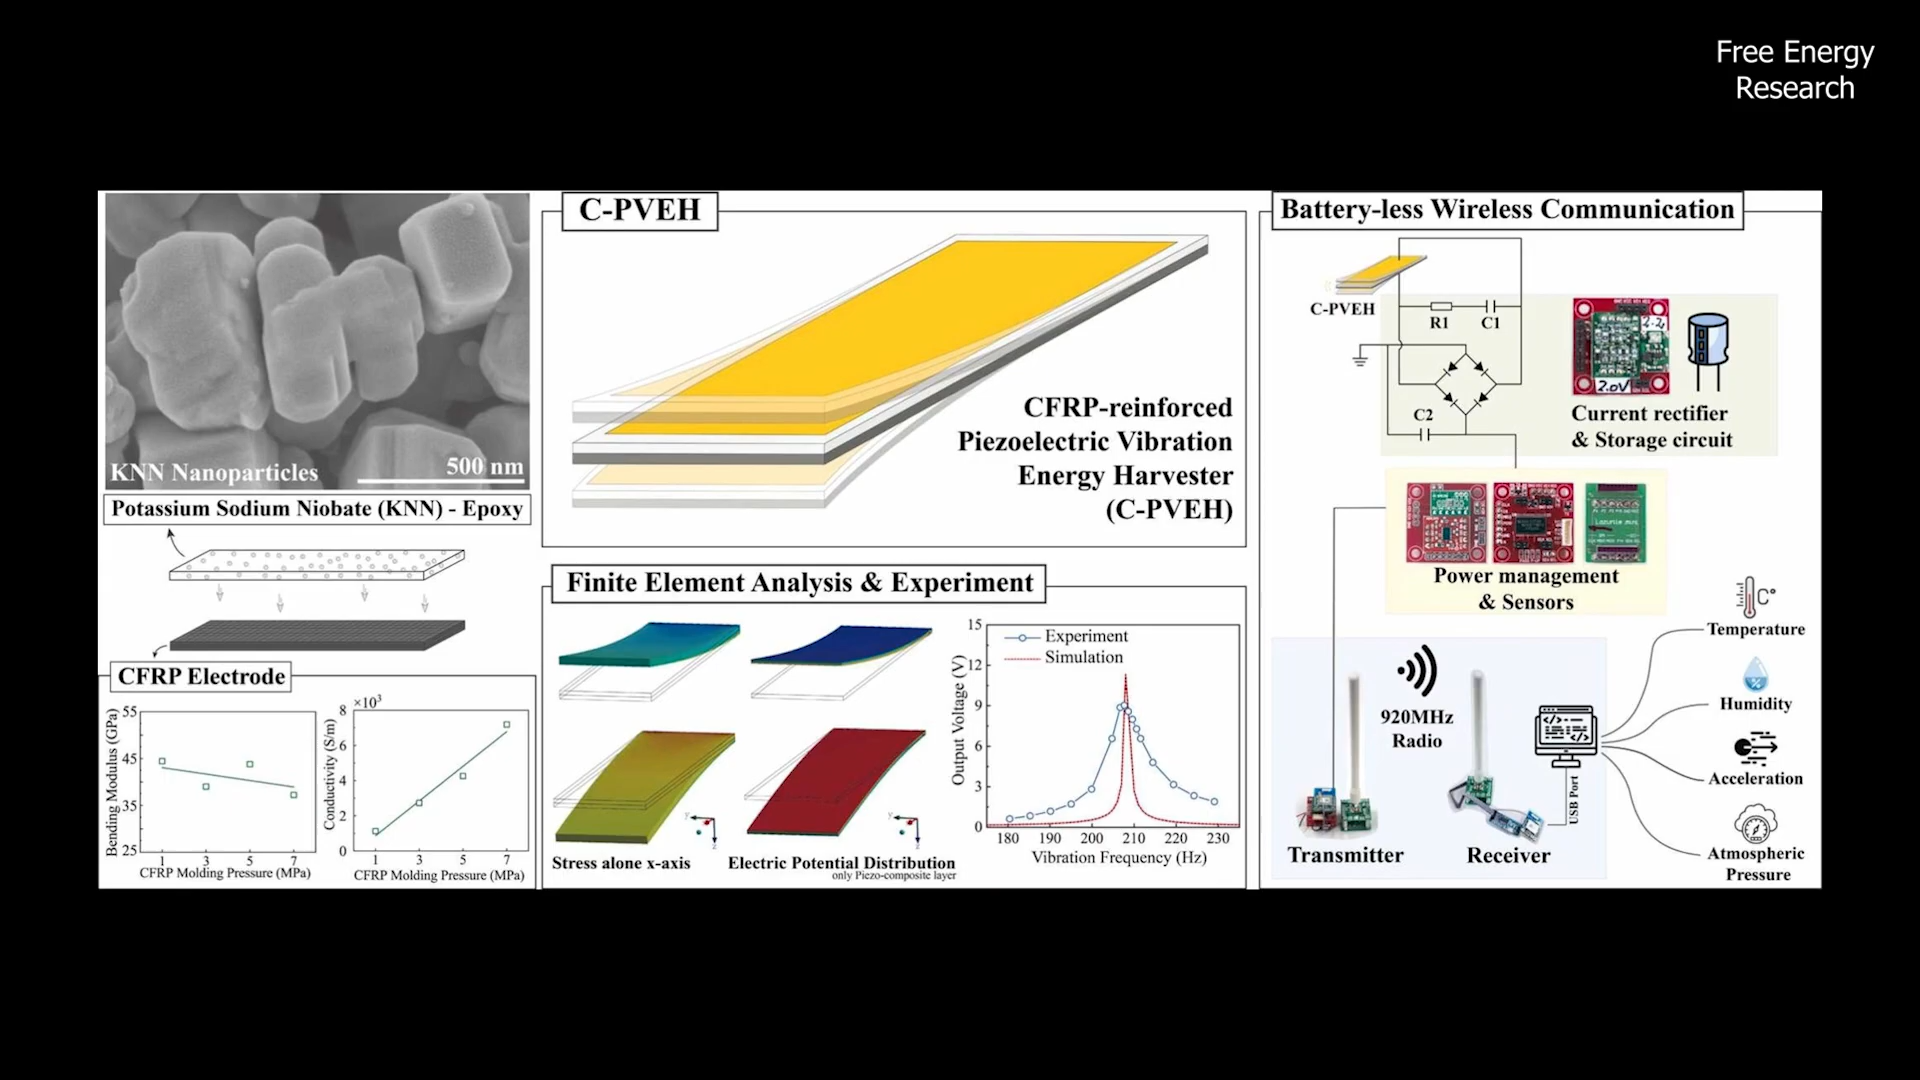 Free Energy
Research
KNN Nanoparticles
500 nm
Potassium Sodium Niobate (KNN) - Epoxy
CFRP Electrode
Bending Modulus (GPa)
55
45
35
25
1
3
5
7
CFRP Molding Pressure (MPa)
×10³
Conductivity (S/m)
8
6
4
2
0
1
3
5
7
CFRP Molding Pressure (MPa)
C-PVEH
CFRP-reinforced
Piezoelectric Vibration
Energy Harvester
(C-PVEH)
Finite Element Analysis & Experiment
Stress alone x-axis
Electric Potential Distribution
only Piezo-composite layer
Output Voltage (V)
15
12
9
6
3
0
Experiment
Simulation
180
190
200
210
220
230
Vibration Frequency (Hz)
Battery-less Wireless Communication
C-PVEH
R1
C1
C2
2.0V
Current rectifier
& Storage circuit
Lazurite mini
Power management
& Sensors
920MHz
Radio
Transmitter
Receiver
USB Port
C°
Temperature
Humidity
Acceleration
Atmospheric
Pressure